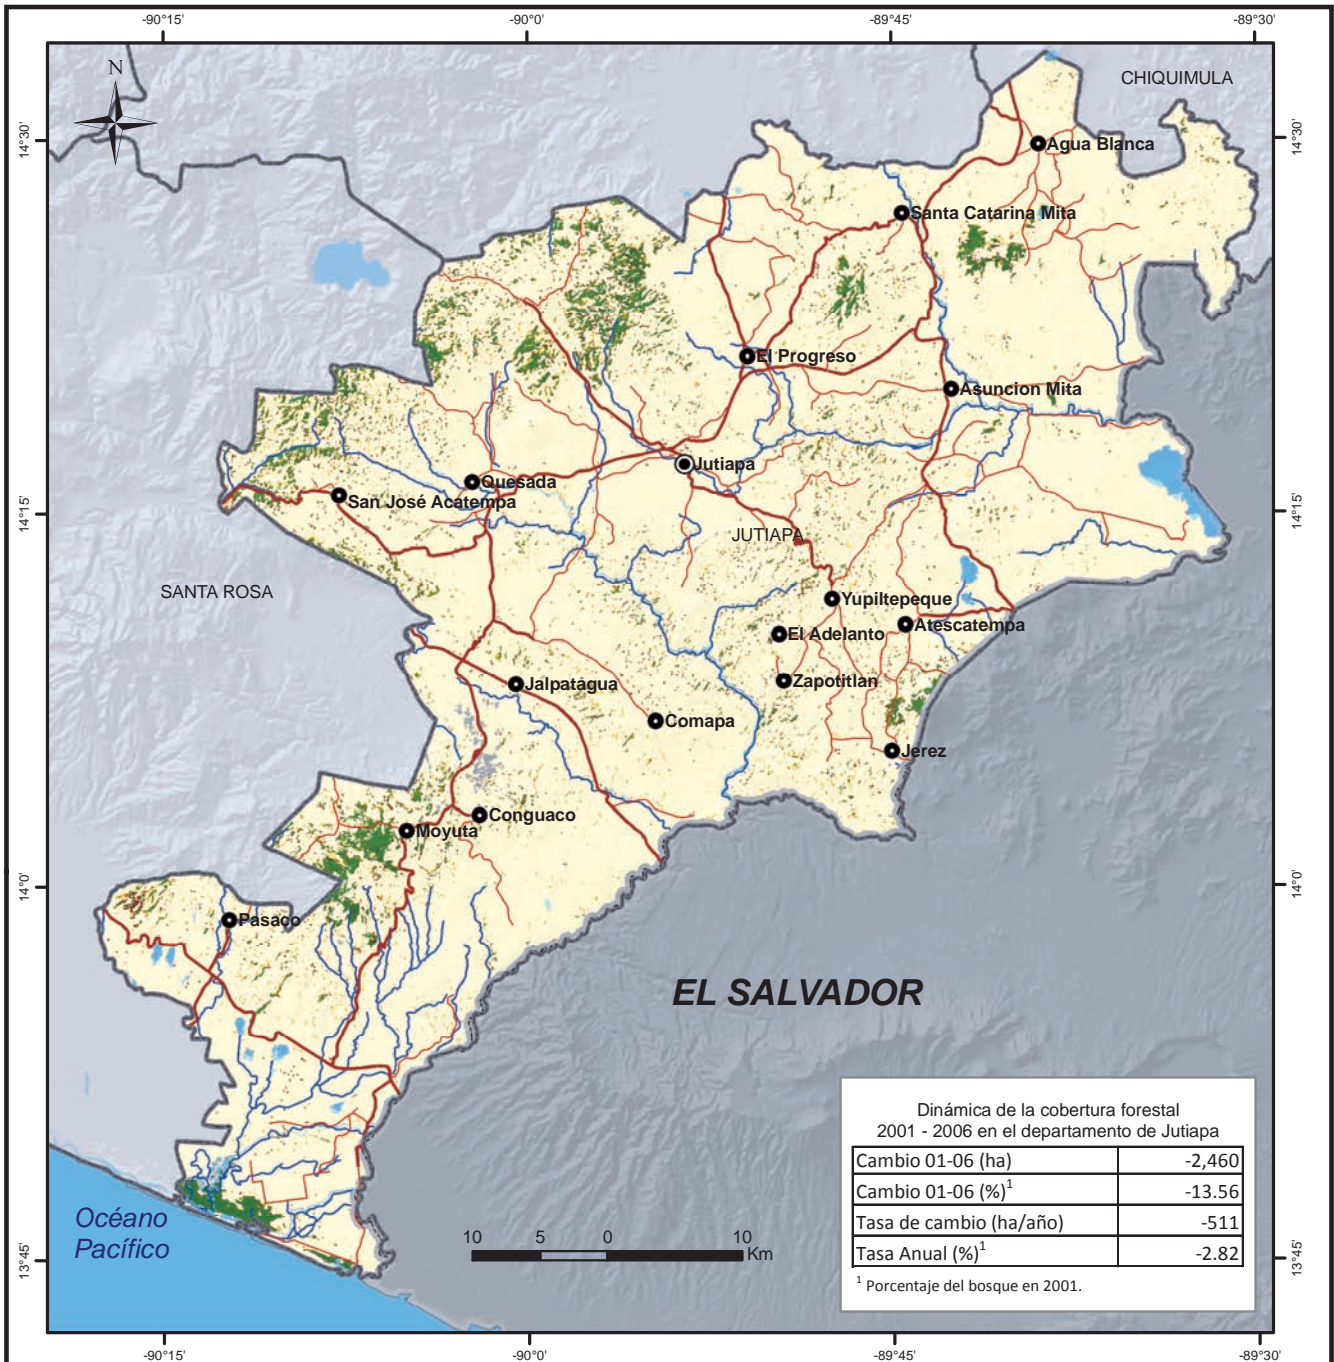 -90°15'
-90°0'
-89°45'
-89°30'
N
CHIQUIMULA
14°30'
14°30'
Agua Blanca
Santa Catarina Mita
El Progreso
Asuncion Mita
Jutiapa
Quesada
San José Acatempa
14°15'
14°15'
JUTIAPA
SANTA ROSA
Yupiltepeque
Atescatempa
El Adelanto
Zapotitlan
Jalpatagua
Comapa
Jerez
Conguaco
Moyuta
14°0'
14°0'
Pasaco
EL SALVADOR
Dinámica de la cobertura forestal
2001 - 2006 en el departamento de Jutiapa
Cambio 01-06 (ha) -2,460
Cambio 01-06 (%)1 -13.56
Tasa de cambio (ha/año) -511
Tasa Anual (%)1 -2.82
1 Porcentaje del bosque en 2001.
Océano
Pacífico
10 5 0 10
Km
13°45'
13°45'
-90°15'
-90°0'
-89°45'
-89°30'